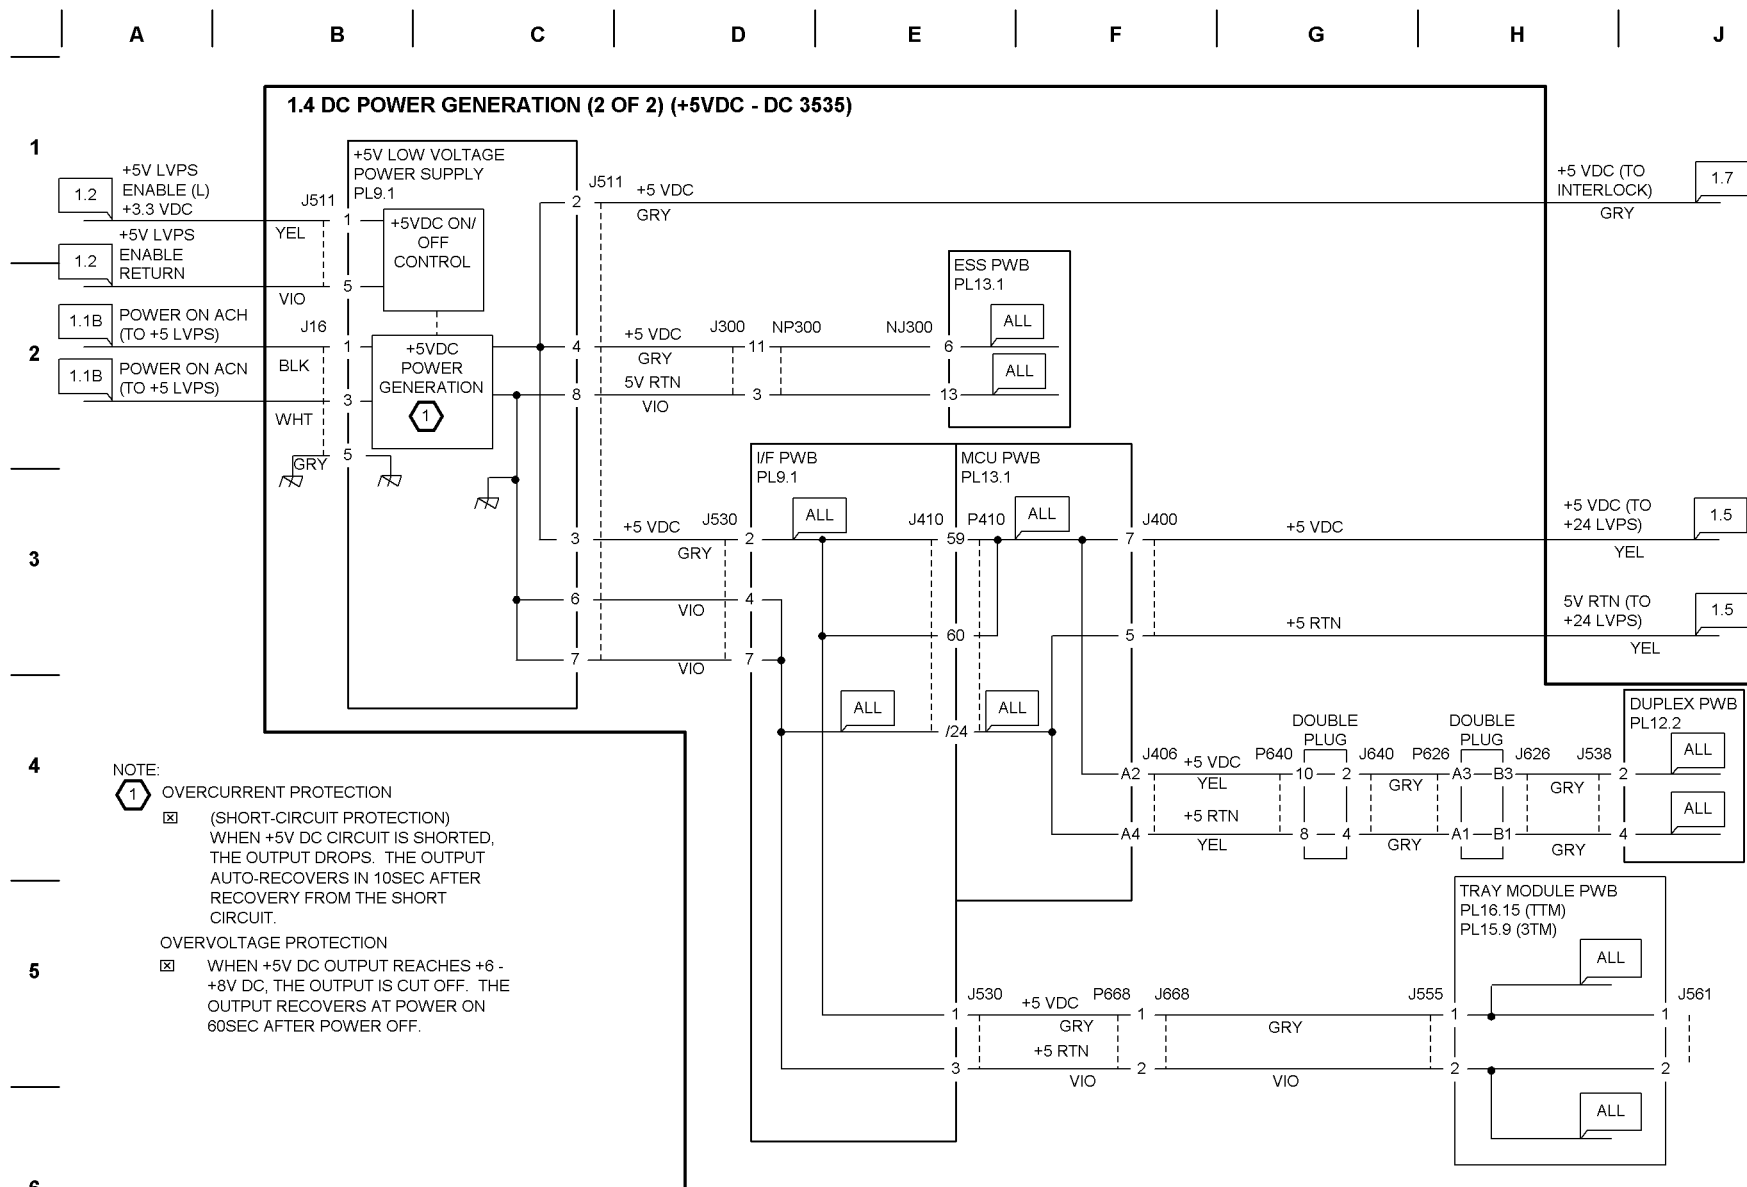 A B C D E F G H J
1.4 DC POWER GENERATION (2 OF 2) (+5VDC - DC 3535)
1
+5V LVPS
ENABLE (L)
+3.3 VDC
1.2
J511
YEL
1
+5V LOW VOLTAGE
POWER SUPPLY
PL9.1
+5VDC ON/
OFF
CONTROL
J511
2
+5 VDC
GRY
+5 VDC (TO
INTERLOCK)
GRY
1.7
+5V LVPS
ENABLE
RETURN
1.2
VIO
5
2
1.1B
POWER ON ACH
(TO +5 LVPS)
J16
1
BLK
1.1B
POWER ON ACN
(TO +5 LVPS)
3
WHT
5
GRY
+5VDC
POWER
GENERATION
1
4
+5 VDC
GRY
J300
NP300
NJ300
11
6
8
5V RTN
VIO
3
13
ESS PWB
PL13.1
ALL
ALL
3
I/F PWB
PL9.1
MCU PWB
PL13.1
3
+5 VDC
GRY
J530
2
ALL
J410
P410
59
ALL
J400
7
+5 VDC
+5 VDC (TO
+24 LVPS)
YEL
1.5
6
VIO
4
60
5
+5 RTN
5V RTN (TO
+24 LVPS)
YEL
1.5
7
VIO
7
ALL
ALL
/24
4
DUPLEX PWB
PL12.2
DOUBLE
PLUG
DOUBLE
PLUG
J406
+5 VDC
P640
J640
P626
J626
J538
ALL
A2
YEL
10
2
GRY
A3
B3
GRY
2
+5 RTN
ALL
A4
YEL
8
4
GRY
A1
B1
GRY
4
NOTE:
1
OVERCURRENT PROTECTION
(SHORT-CIRCUIT PROTECTION)
WHEN +5V DC CIRCUIT IS SHORTED,
THE OUTPUT DROPS. THE OUTPUT
AUTO-RECOVERS IN 10SEC AFTER
RECOVERY FROM THE SHORT
CIRCUIT.
OVERVOLTAGE PROTECTION
WHEN +5V DC OUTPUT REACHES +6 -
+8V DC, THE OUTPUT IS CUT OFF. THE
OUTPUT RECOVERS AT POWER ON
60SEC AFTER POWER OFF.
5
TRAY MODULE PWB
PL16.15 (TTM)
PL15.9 (3TM)
ALL
J530
+5 VDC
P668
J668
J555
J561
1
GRY
1
GRY
1
1
+5 RTN
3
VIO
2
VIO
2
2
ALL
6